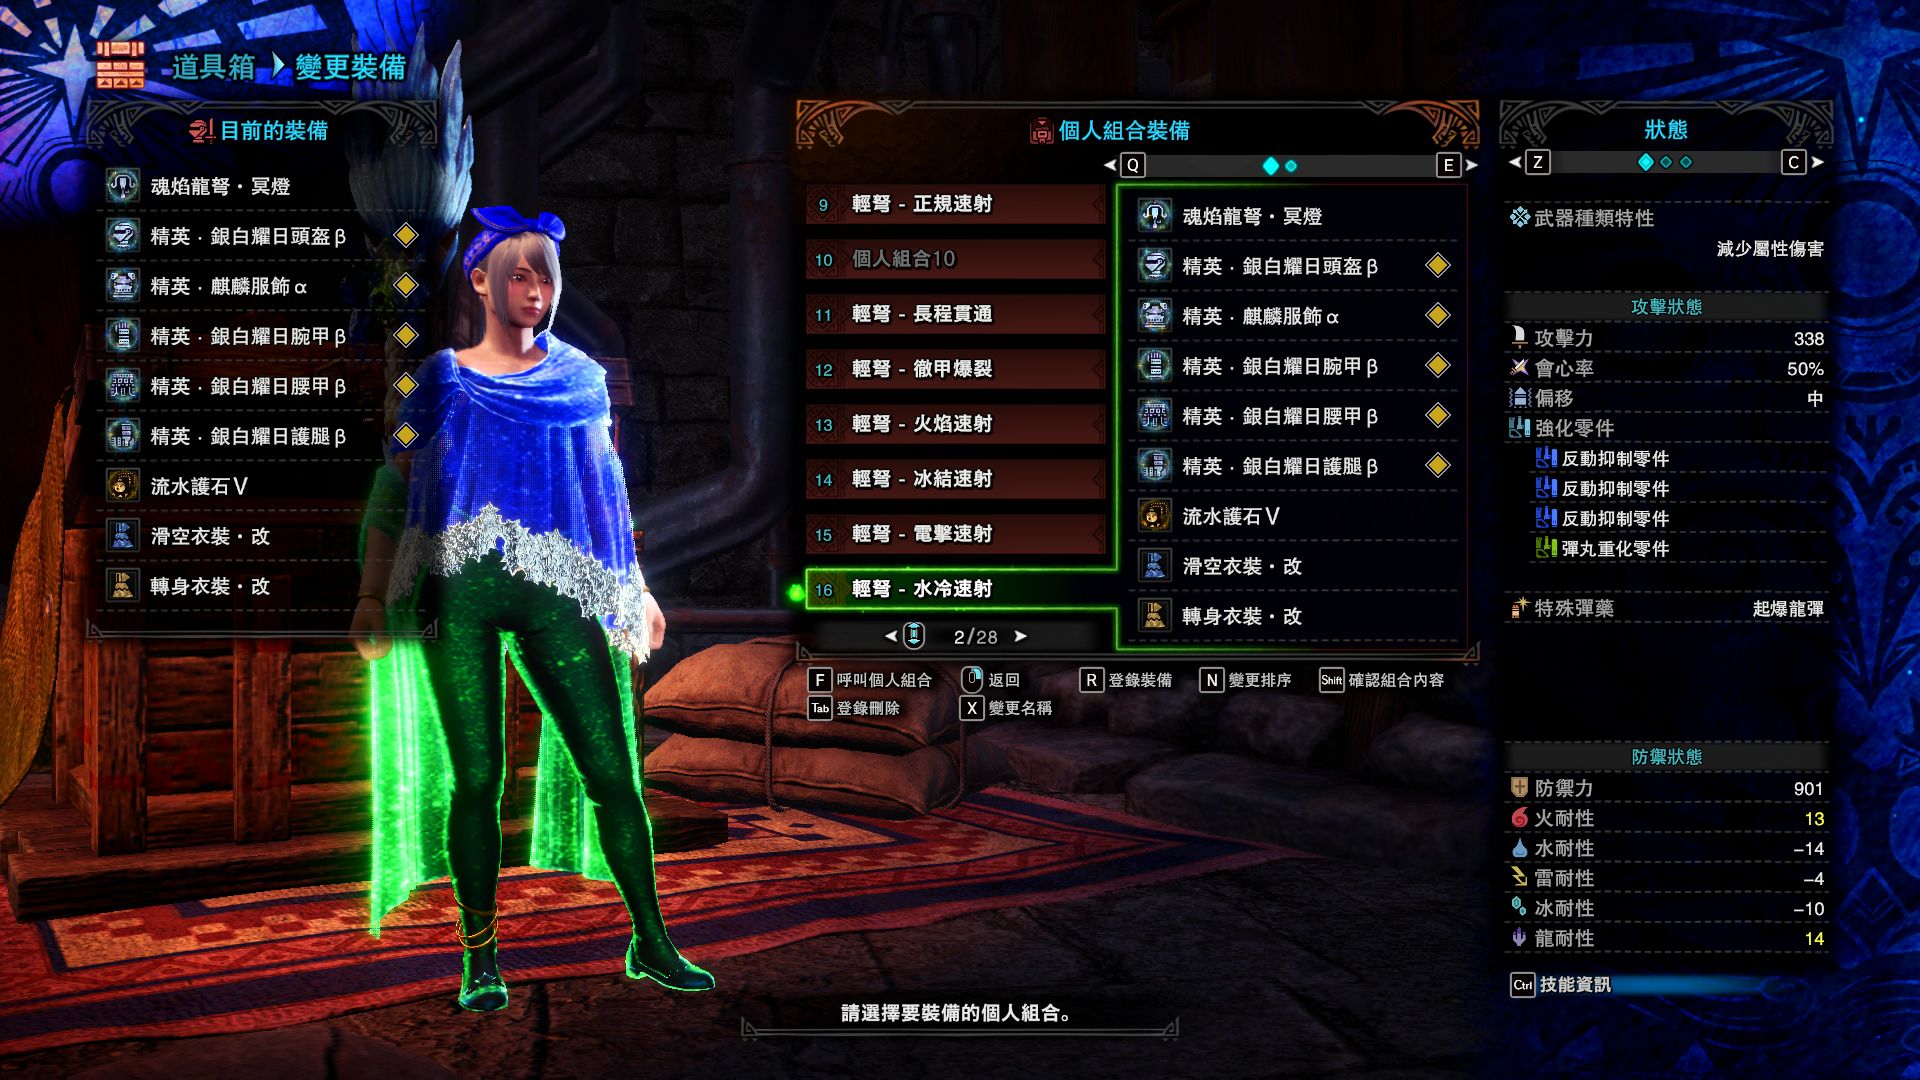 道具箱 變更裝備
目前的裝備
魂焰龍弩・冥燈
精英．銀白耀日頭盔β
精英．麒麟服飾α
精英．銀白耀日腕甲β
精英．銀白耀日腰甲β
精英．銀白耀日護腿β
流水護石Ⅴ
滑空衣裝・改
轉身衣裝・改
個人組合裝備
Q E
9 輕弩 - 正規速射
10 個人組合10
11 輕弩 - 長程貫通
12 輕弩 - 徹甲爆裂
13 輕弩 - 火焰速射
14 輕弩 - 冰結速射
15 輕弩 - 電擊速射
16 輕弩 - 水冷速射
2/28
魂焰龍弩・冥燈
精英．銀白耀日頭盔β
精英．麒麟服飾α
精英．銀白耀日腕甲β
精英．銀白耀日腰甲β
精英．銀白耀日護腿β
流水護石Ⅴ
滑空衣裝・改
轉身衣裝・改
F 呼叫個人組合 返回 R 登錄裝備 N 變更排序 Shift 確認組合內容
Tab 登錄刪除 X 變更名稱
請選擇要裝備的個人組合。
狀態
Z C
武器種類特性
減少屬性傷害
攻擊狀態
攻擊力 338
會心率 50%
偏移 中
強化零件
反動抑制零件
反動抑制零件
反動抑制零件
彈丸重化零件
特殊彈藥 起爆龍彈
防禦狀態
防禦力 901
火耐性 13
水耐性 -14
雷耐性 -4
冰耐性 -10
龍耐性 14
Ctrl 技能資訊